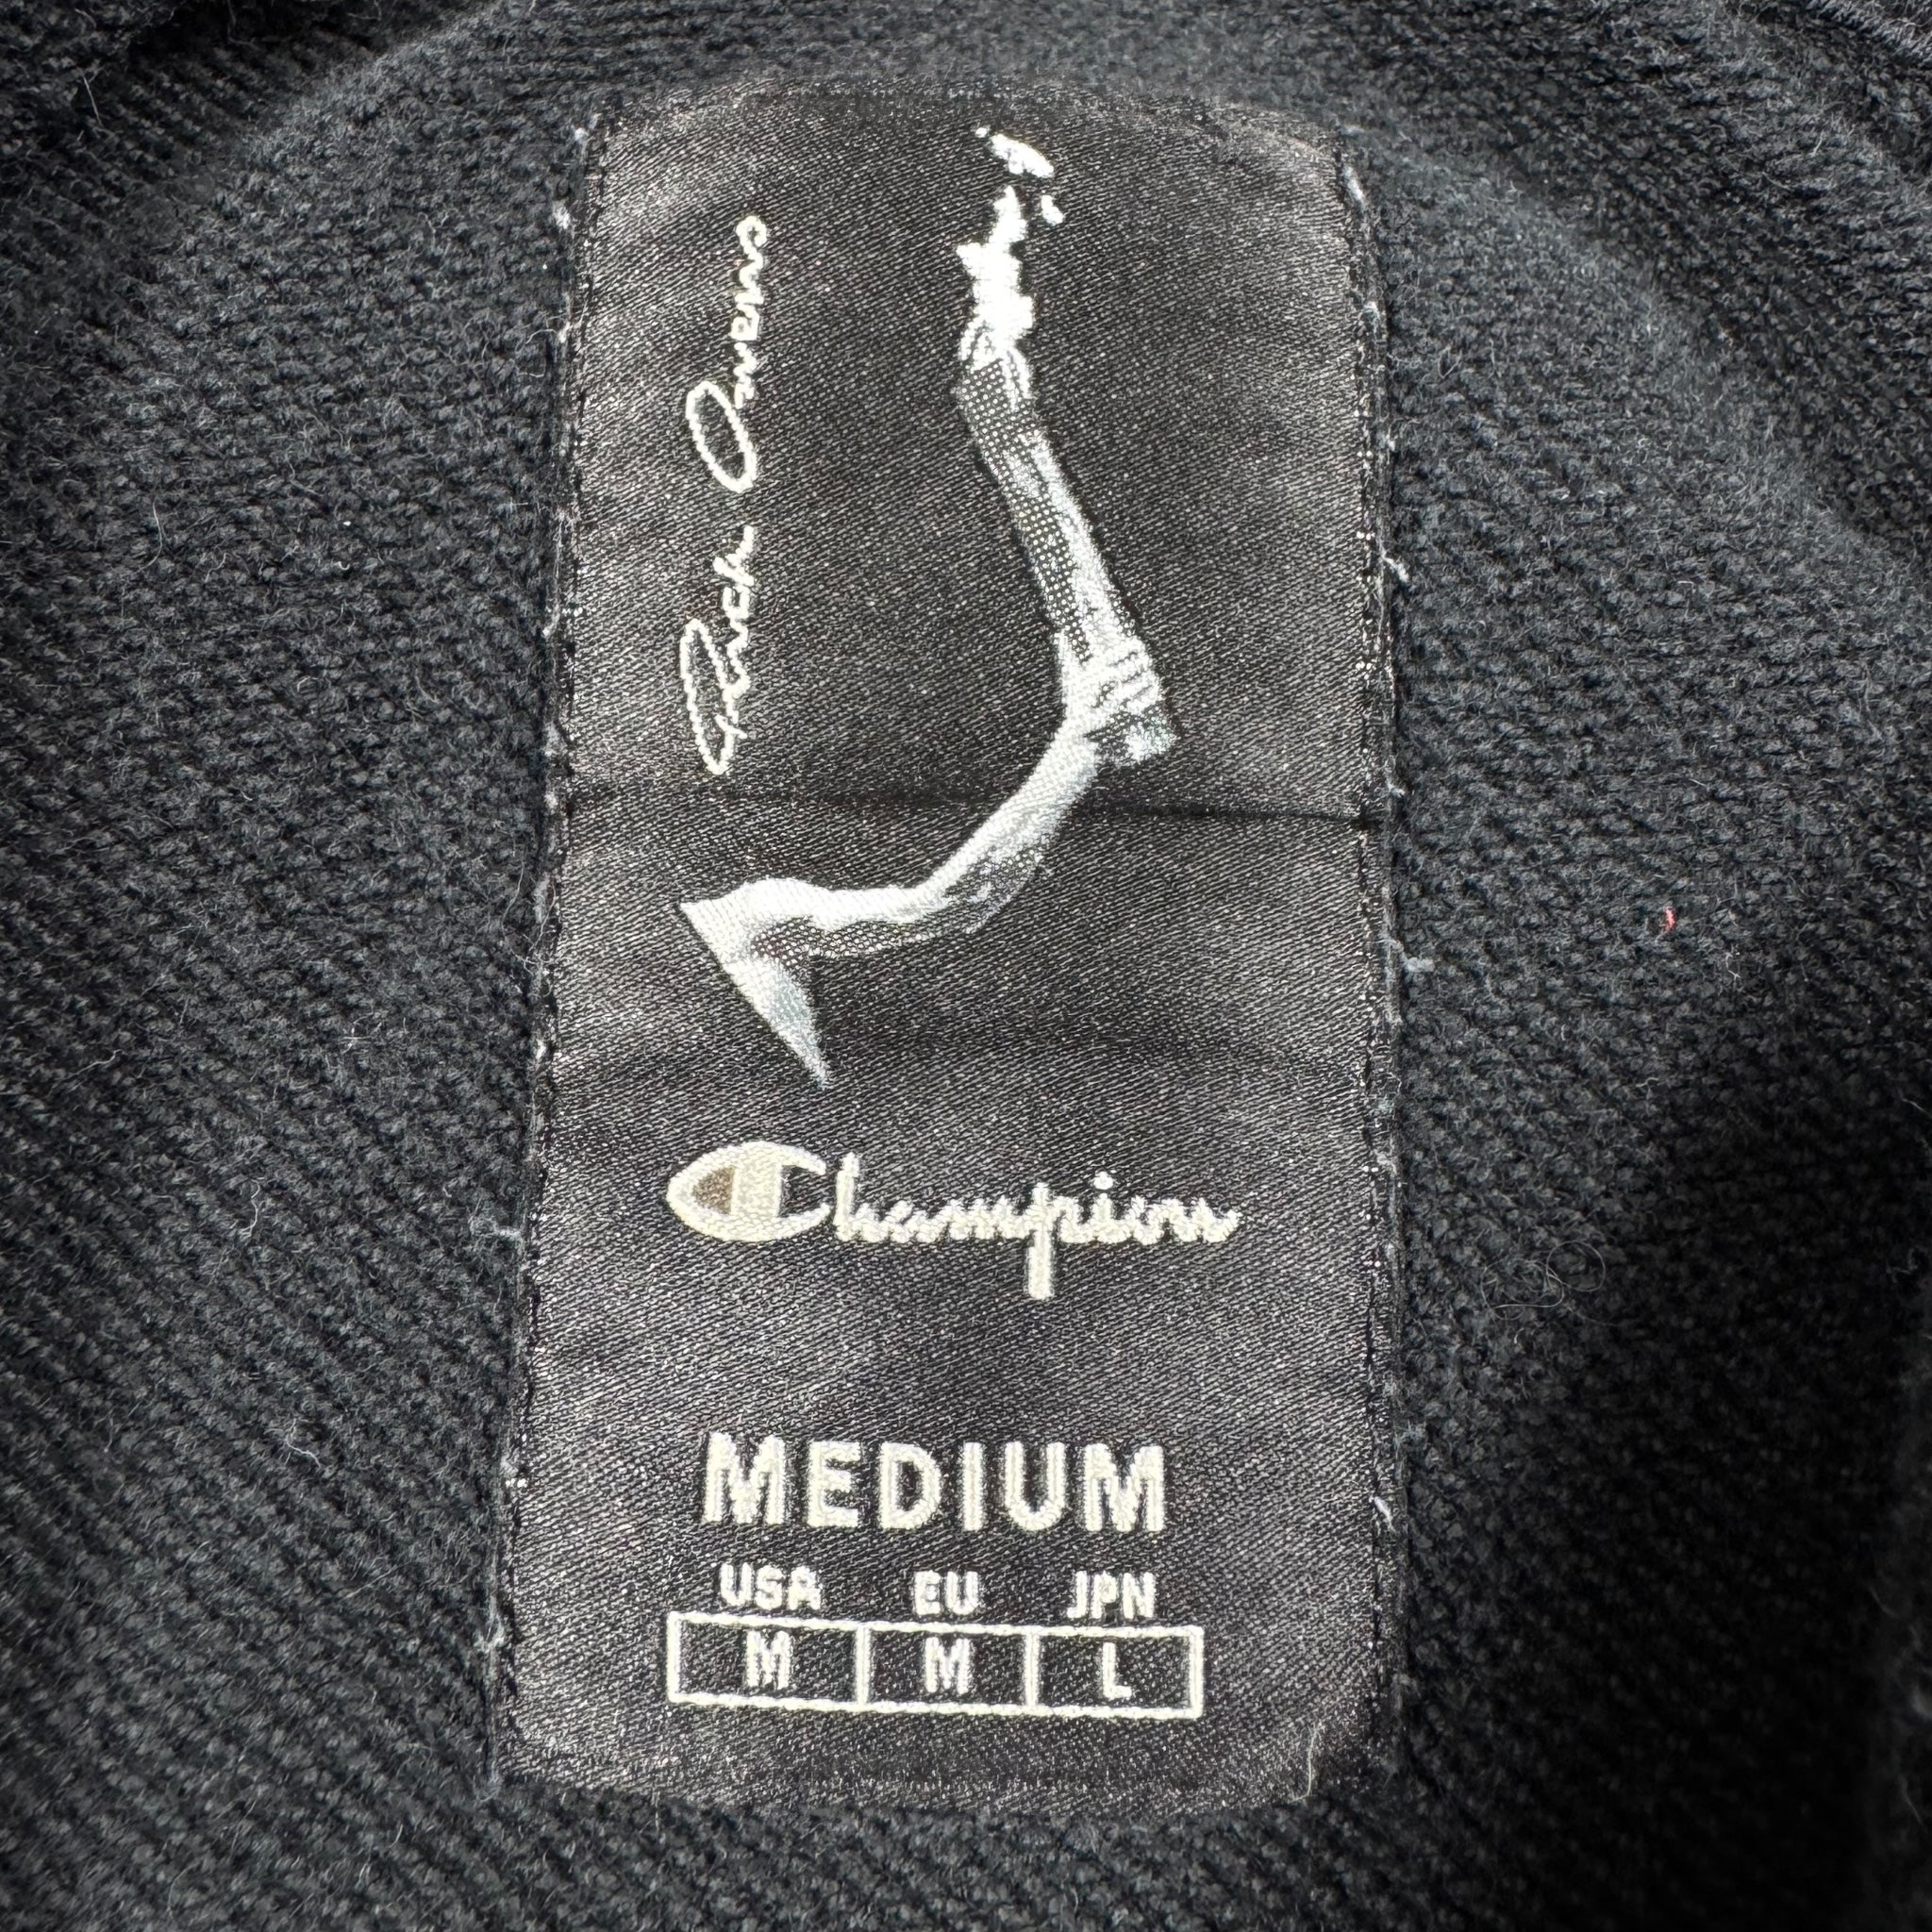 Rick Owens
Champion
MEDIUM
USA EU JPN
M M L